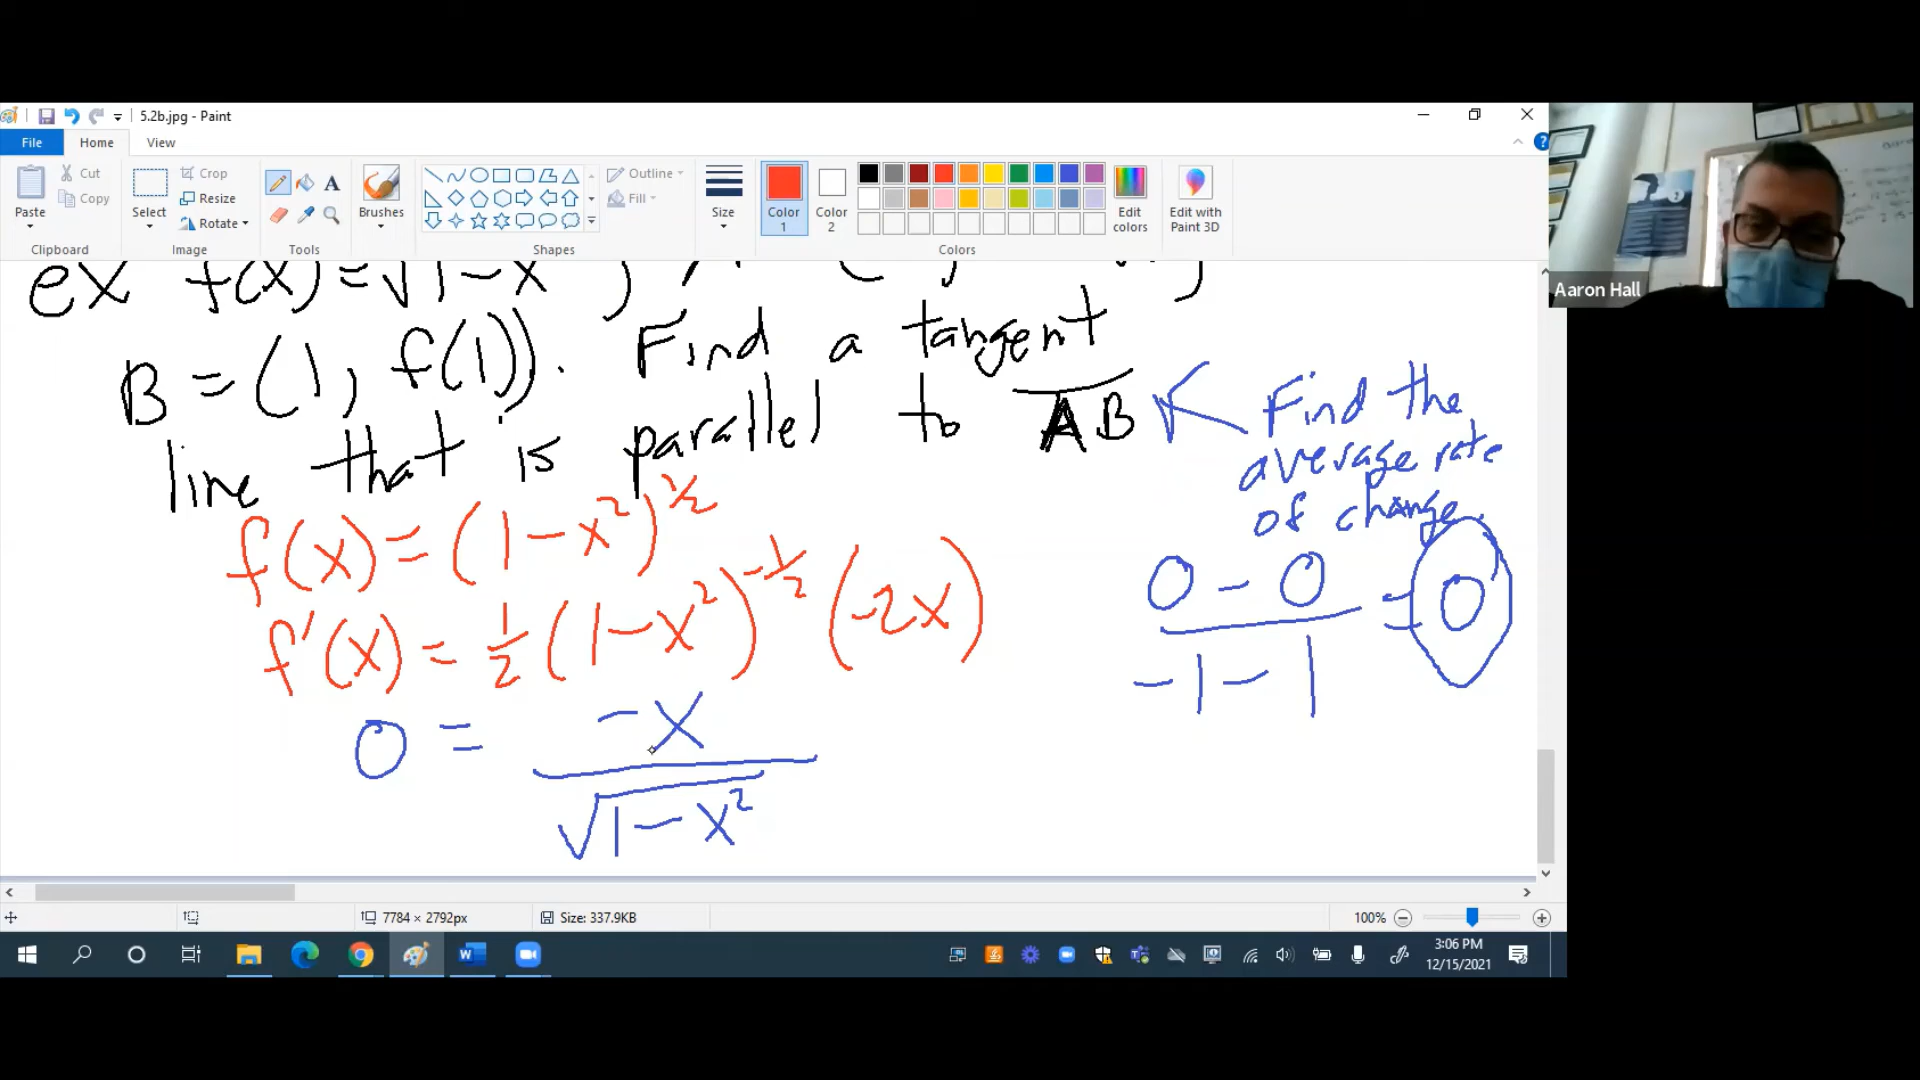 5.2b.jpg - Paint
File Home View
Paste Cut Copy Clipboard
Select Crop Resize Rotate Image
Tools
Brushes
Outline Fill Shapes
Size
Color 1 Color 2 Edit colors Colors
Edit with Paint 3D
Aaron Hall
ex f(x)=√1-x
B = (1, f(1)). Find a tangent
line that is parallel to AB
Find the
average rate
of change
f(x) = (1-x²)^1/2
f'(x) = 1/2 (1-x²)^-1/2 (-2x)
0 = -x / √1-x²
0 - 0 / -1 - 1 = 0
7784 × 2792px Size: 337.9KB 100%
3:06 PM
12/15/2021